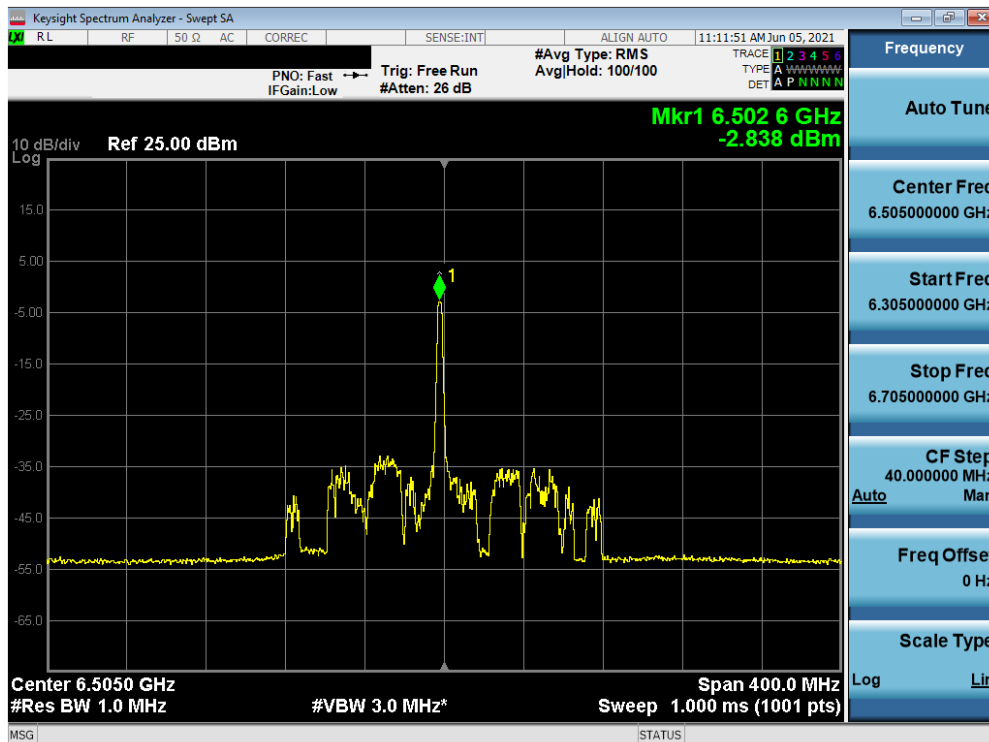 Keysight Spectrum Analyzer - Swept SA
LXI RL RF 50 Ω AC CORREC SENSE:INT ALIGN AUTO 11:11:51 AM Jun 05, 2021
PNO: Fast
IFGain:Low
Trig: Free Run
#Atten: 26 dB
#Avg Type: RMS
Avg|Hold: 100/100
TRACE 1 2 3 4 5 6
TYPE A WWWWW
DET A P N N N N
Mkr1 6.502 6 GHz
-2.838 dBm
10 dB/div Ref 25.00 dBm
Log
15.0
5.00
1
-5.00
-15.0
-25.0
-35.0
-45.0
-55.0
-65.0
Center 6.5050 GHz Span 400.0 MHz
#Res BW 1.0 MHz #VBW 3.0 MHz* Sweep 1.000 ms (1001 pts)
MSG STATUS
Frequency
Auto Tune
Center Freq
6.505000000 GHz
Start Freq
6.305000000 GHz
Stop Freq
6.705000000 GHz
CF Step
40.000000 MHz
Auto Man
Freq Offset
0 Hz
Scale Type
Log Lin